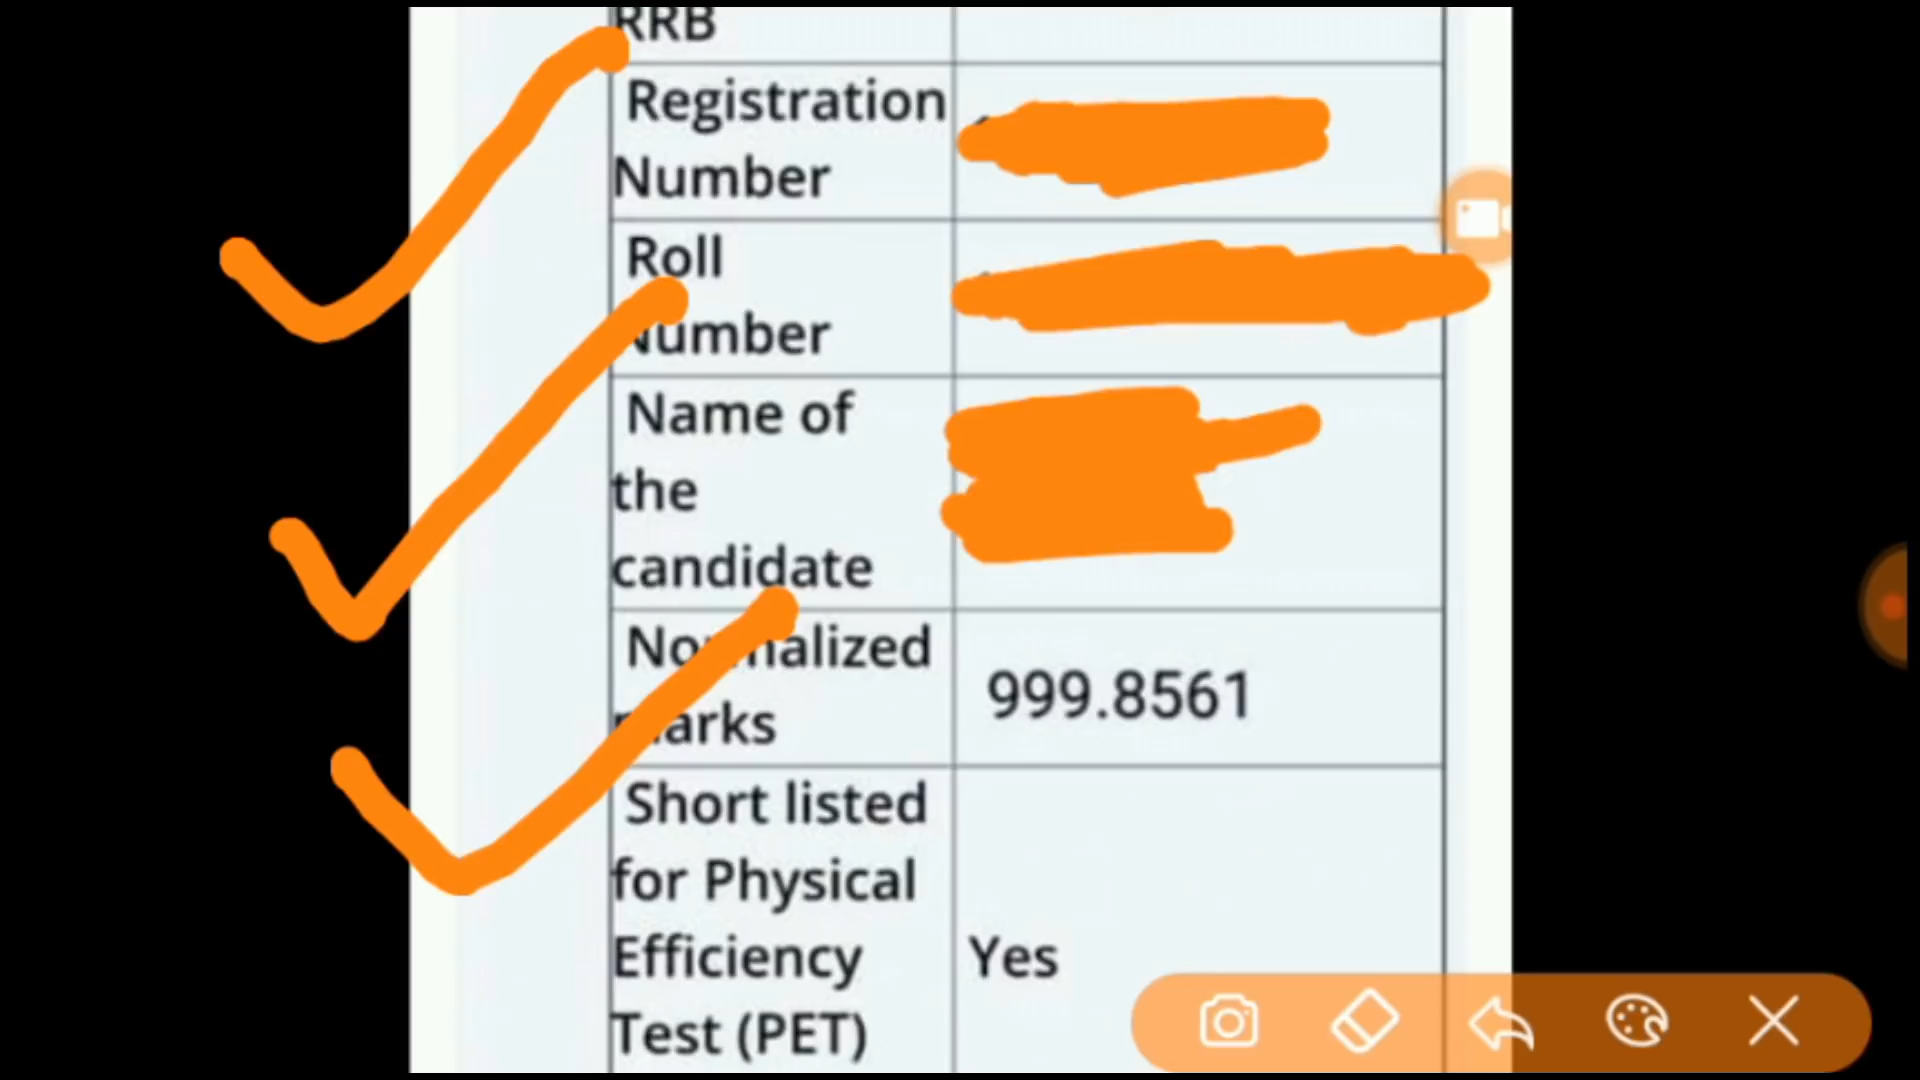 RRB
Registration
Number
Roll
Number
Name of
the
candidate
Normalized
marks
999.8561
Short listed
for Physical
Efficiency
Test (PET)
Yes